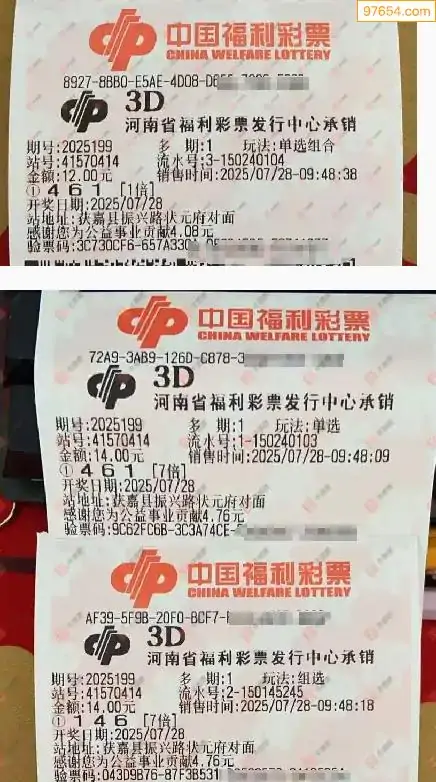 97654.com
中国福利彩票
CHINA WELFARE LOTTERY
8927-8BB0-E5AE-4D08-D
3D
河南省福利彩票发行中心承销
期号:2025199 多 期:1 玩法:单选组合
站号:41570414 流水号:3-150240104
金额:12.00元 销售时间:2025/07/28-09:48:38
① 4 6 1 [1倍]
开奖日期:2025/07/28
站地址:获嘉县振兴路状元府对面
感谢您为公益事业贡献4.08元
验票码:3C730CF6-657A330
中国福利彩票
CHINA WELFARE LOTTERY
72A9-3AB9-126D-C878-3
3D
河南省福利彩票发行中心承销
期号:2025199 多 期:1 玩法:单选
站号:41570414 流水号:1-150240103
金额:14.00元 销售时间:2025/07/28-09:48:09
① 4 6 1 [7倍]
开奖日期:2025/07/28
站地址:获嘉县振兴路状元府对面
感谢您为公益事业贡献4.76元
验票码:9C62FC6B-3C3A74CE-
中国福利彩票
CHINA WELFARE LOTTERY
AF39-5F9B-20F0-BCF7-
3D
河南省福利彩票发行中心承销
期号:2025199 多 期:1 玩法:组选
站号:41570414 流水号:2-150145245
金额:14.00元 销售时间:2025/07/28-09:48:18
① 1 4 6 [7倍]
开奖日期:2025/07/28
站地址:获嘉县振兴路状元府对面
感谢您为公益事业贡献4.76元
验票码:043D9B76-87F3B531